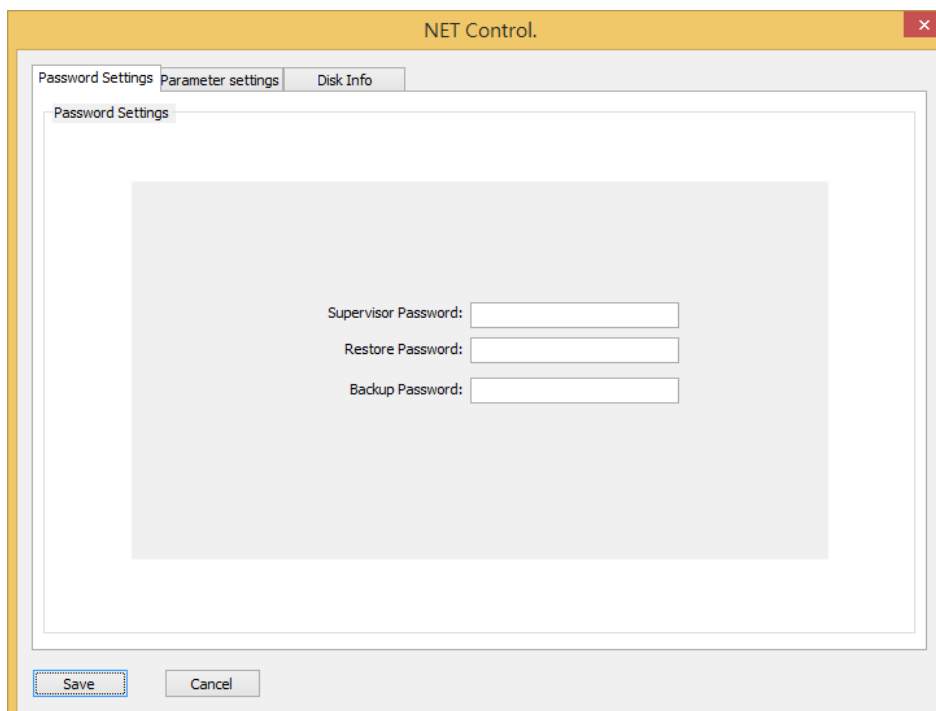 NET Control.
Password Settings Parameter settings Disk Info
Password Settings
Supervisor Password:
Restore Password:
Backup Password:
Save Cancel